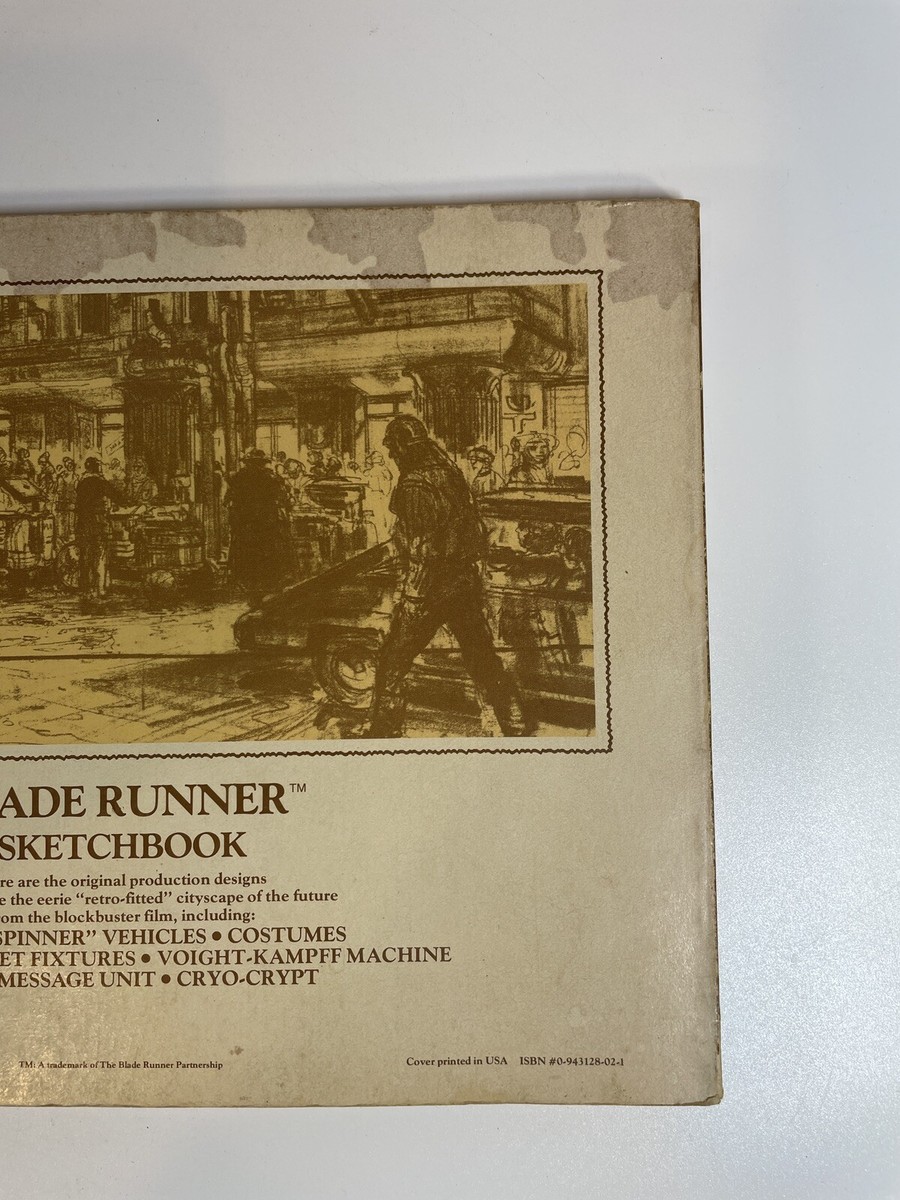 ADE RUNNER™
SKETCHBOOK
re are the original production designs
e the eerie “retro-fitted” cityscape of the future
rom the blockbuster film, including:
SPINNER” VEHICLES • COSTUMES
ET FIXTURES • VOIGHT-KAMPFF MACHINE
MESSAGE UNIT • CRYO-CRYPT
TM: A trademark of The Blade Runner Partnership
Cover printed in USA ISBN #0-943128-02-1